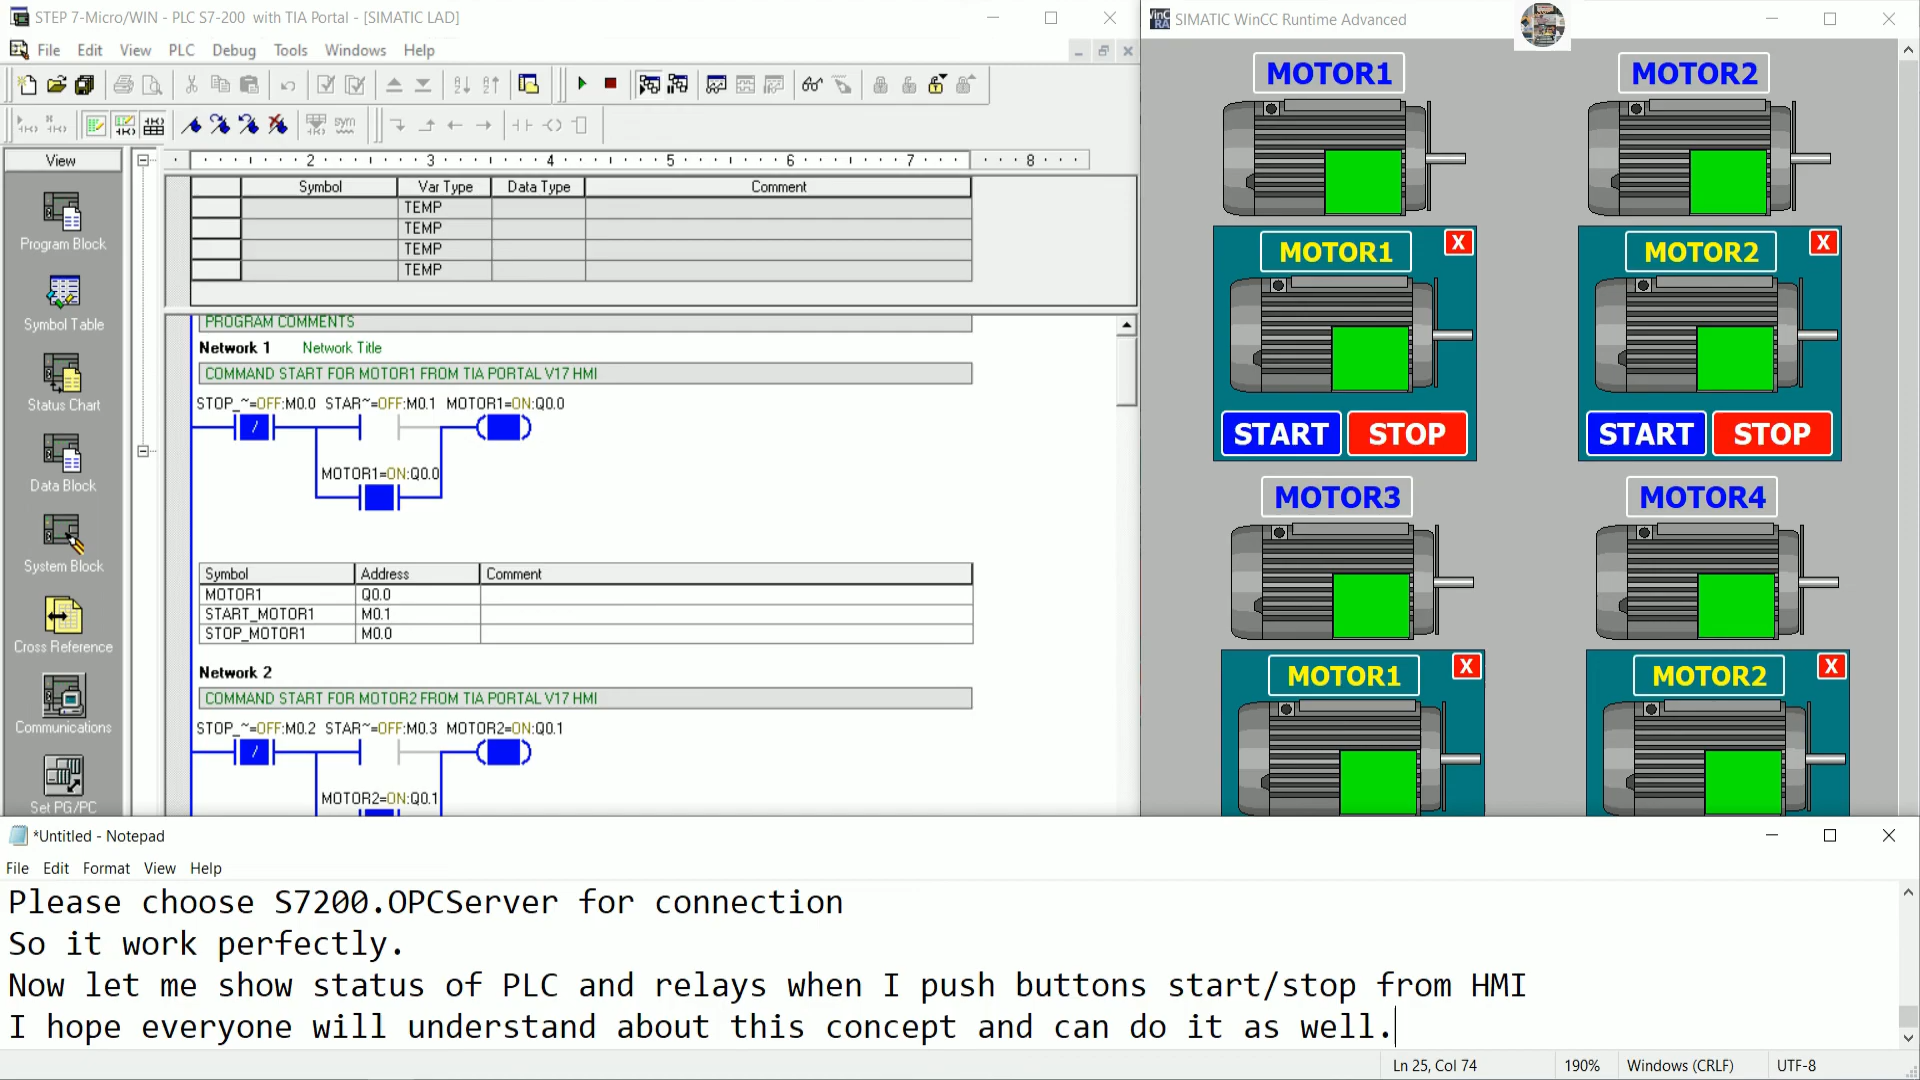 STEP 7-Micro/WIN - PLC S7-200  with TIA Portal - [SIMATIC LAD]
File Edit View PLC Debug Tools Windows Help
View
Program Block
Symbol Table
Status Chart
Data Block
System Block
Cross Reference
Communications
Set PG/PC
2 3 4 5 6 7 8
Symbol Var Type Data Type Comment
TEMP
TEMP
TEMP
TEMP
PROGRAM COMMENTS
Network 1 Network Title
COMMAND START FOR MOTOR1 FROM TIA PORTAL V17 HMI
STOP_~=OFF:M0.0 STAR~=OFF:M0.1 MOTOR1=ON:Q0.0
MOTOR1=ON:Q0.0
Symbol Address Comment
MOTOR1 Q0.0
START_MOTOR1 M0.1
STOP_MOTOR1 M0.0
Network 2
COMMAND START FOR MOTOR2 FROM TIA PORTAL V17 HMI
STOP_~=OFF:M0.2 STAR~=OFF:M0.3 MOTOR2=ON:Q0.1
MOTOR2=ON:Q0.1
SIMATIC WinCC Runtime Advanced
MOTOR1 MOTOR2
MOTOR1 X MOTOR2 X
START STOP START STOP
MOTOR3 MOTOR4
MOTOR1 X MOTOR2 X
*Untitled - Notepad
File Edit Format View Help
Please choose S7200.OPCServer for connection
So it work perfectly.
Now let me show status of PLC and relays when I push buttons start/stop from HMI
I hope everyone will understand about this concept and can do it as well.
Ln 25, Col 74 190% Windows (CRLF) UTF-8